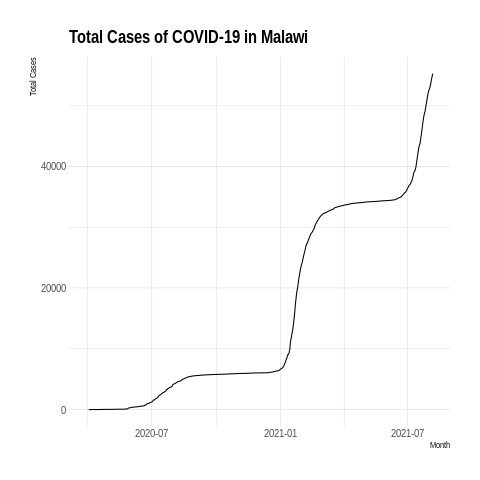 Total Cases of COVID-19 in Malawi
Total Cases
40000
20000
0
2020-07
2021-01
2021-07
Month